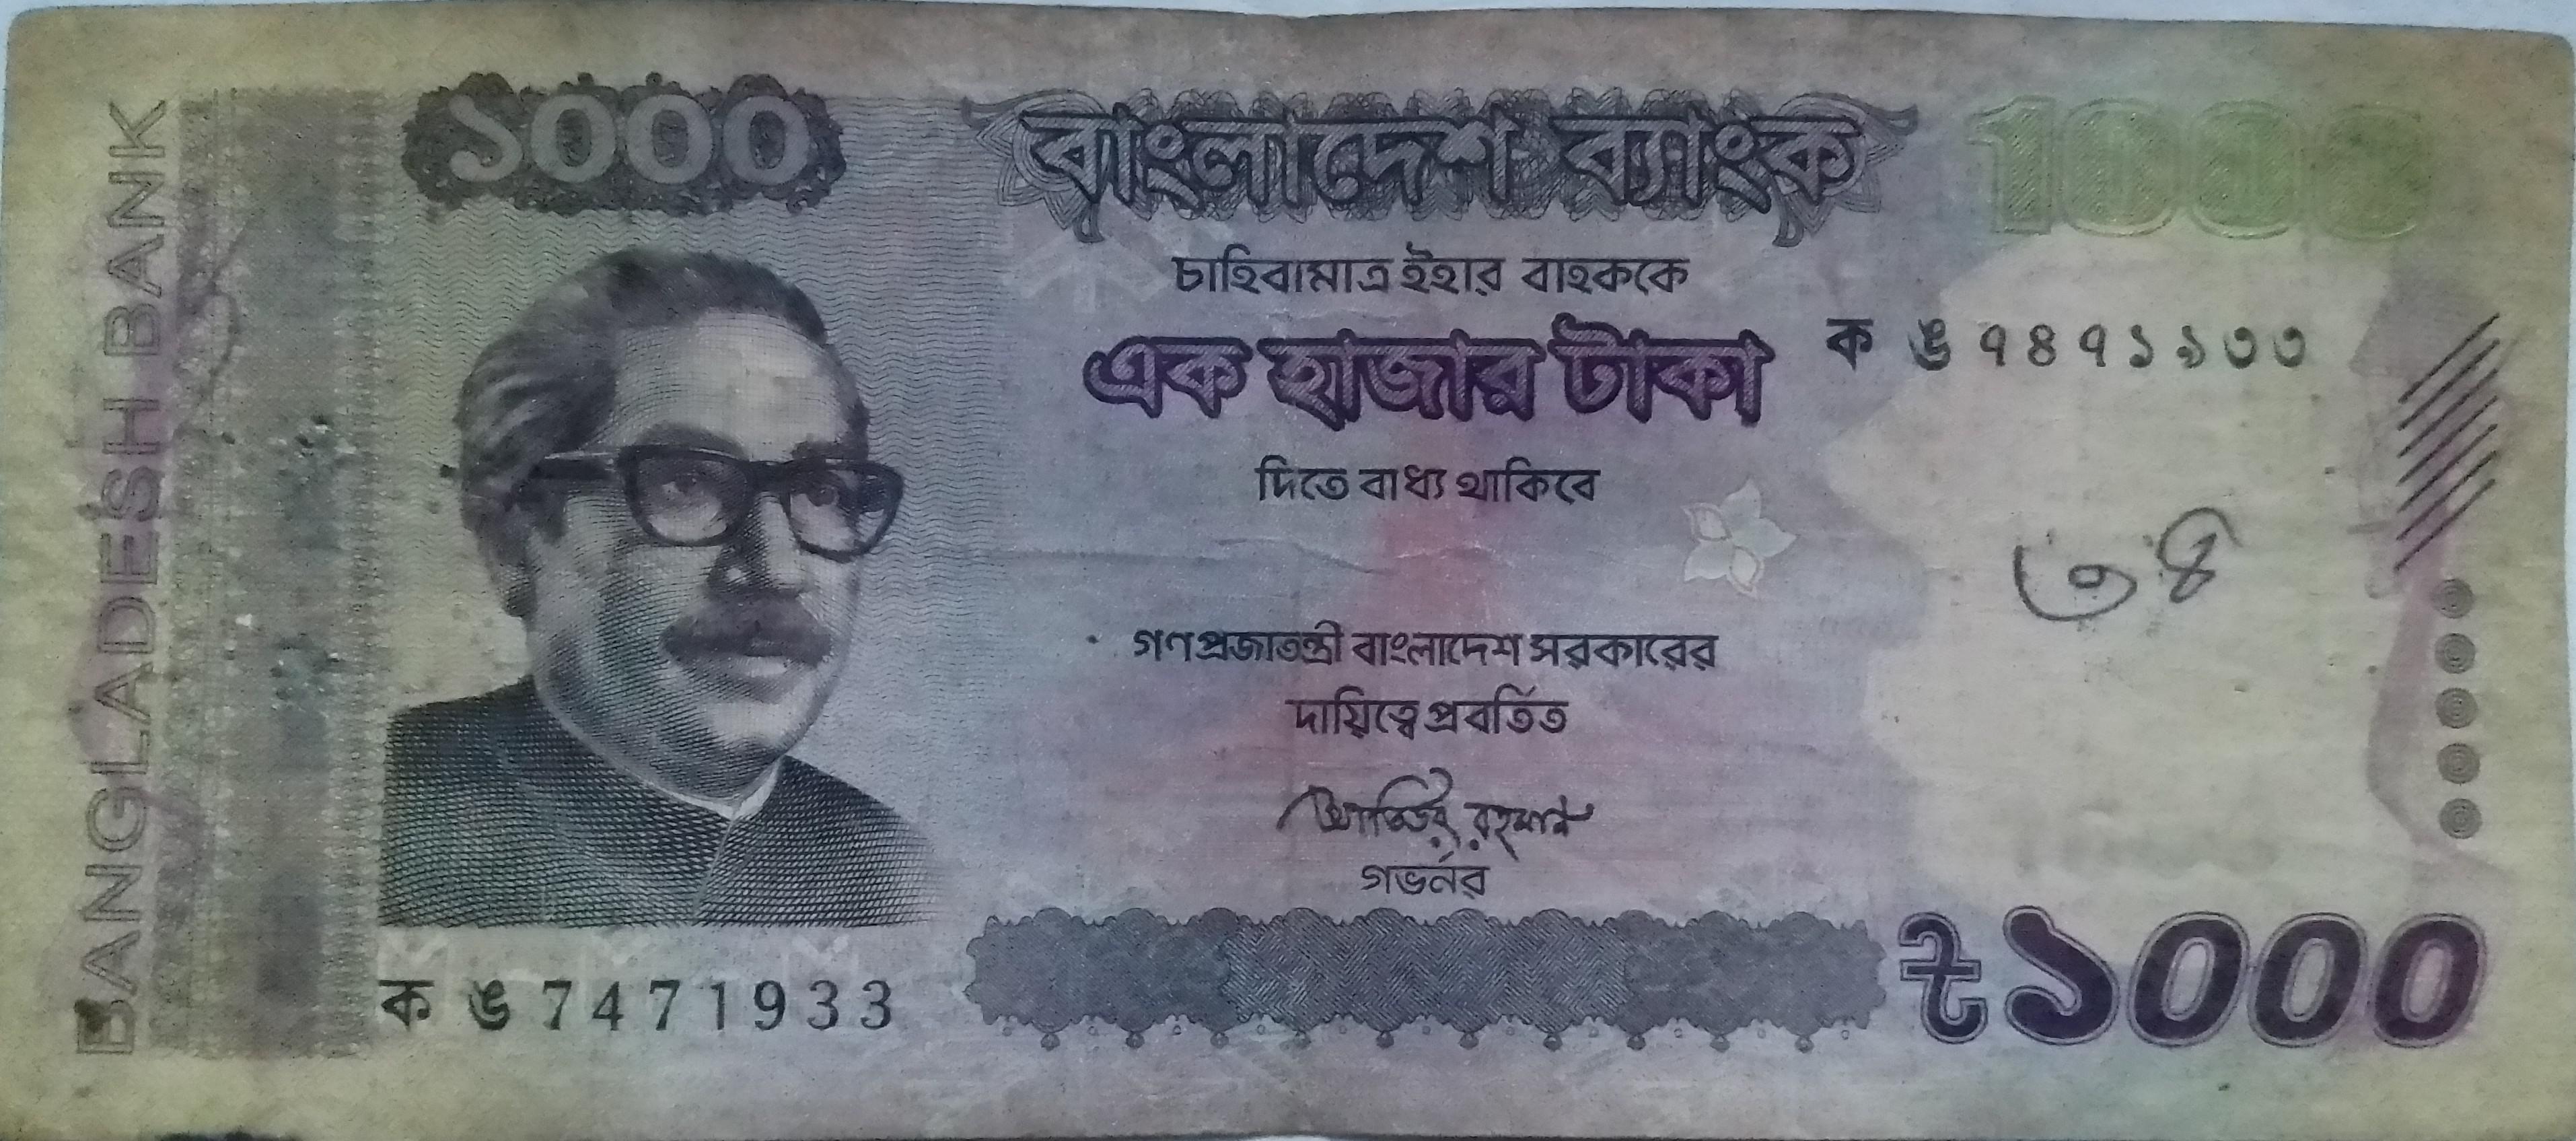 BANGLADESH BANK
১০০০
বাংলাদেশ ব্যাংক
1000
চাহিবামাত্র ইহার বাহককে
এক হাজার টাকা
ক ঙ ৭৪৭১৯৩৩
দিতে বাধ্য থাকিবে
৩৪
গণপ্রজাতন্ত্রী বাংলাদেশ সরকারের
দায়িত্বে প্রবর্তিত
আতিউর রহমান
গভর্নর
ক ঙ 7471933
৳১০০০